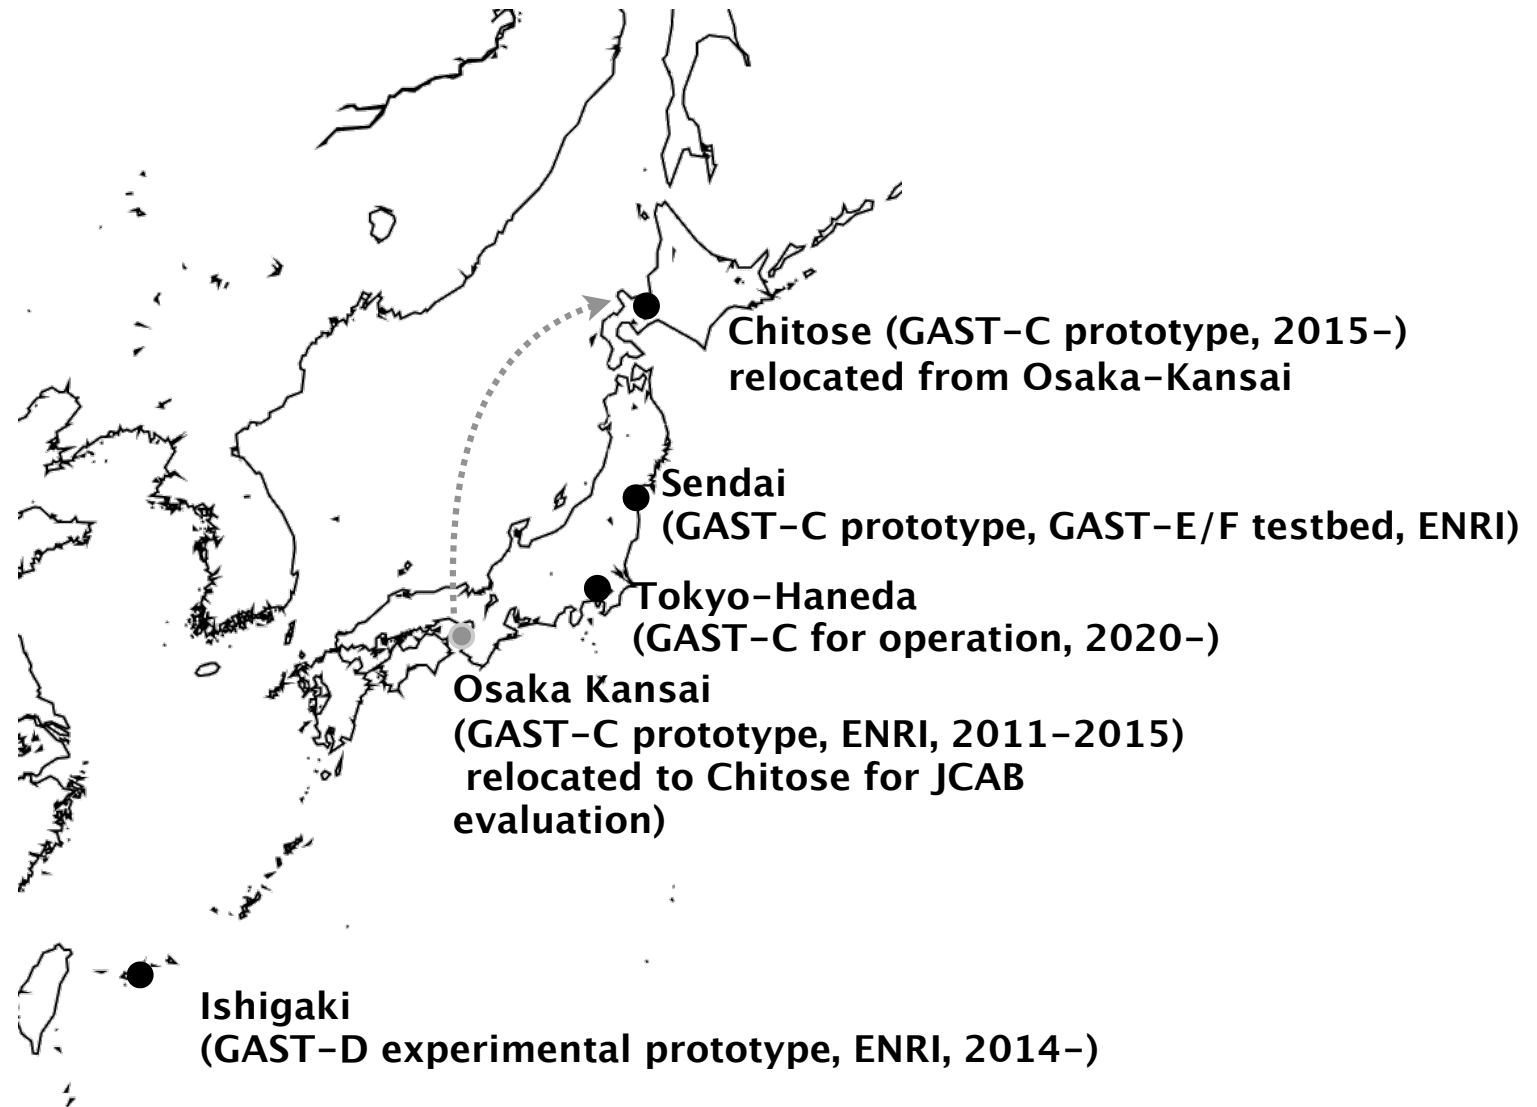 Chitose (GAST-C prototype, 2015-)
relocated from Osaka-Kansai
Sendai
(GAST-C prototype, GAST-E/F testbed, ENRI)
Tokyo-Haneda
(GAST-C for operation, 2020-)
Osaka Kansai
(GAST-C prototype, ENRI, 2011-2015)
relocated to Chitose for JCAB
evaluation)
Ishigaki
(GAST-D experimental prototype, ENRI, 2014-)